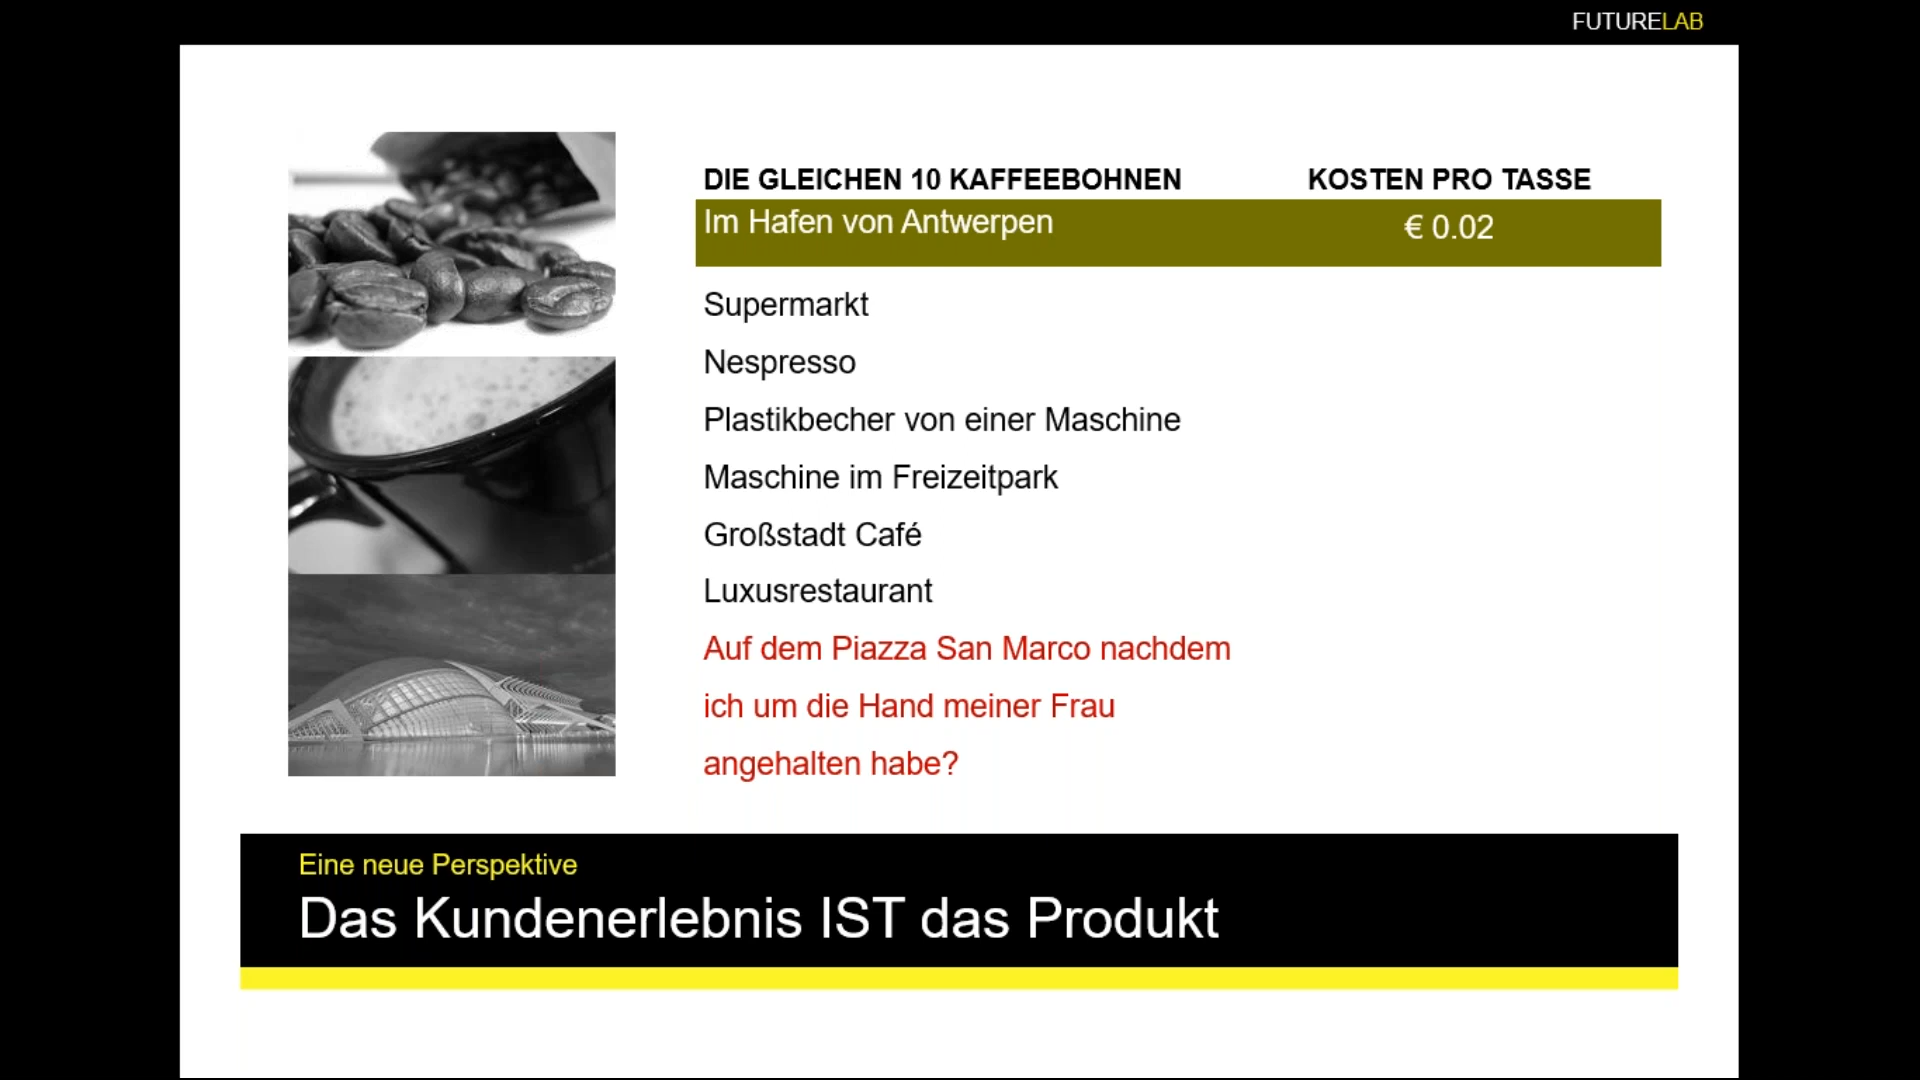 FUTURELAB
DIE GLEICHEN 10 KAFFEEBOHNEN KOSTEN PRO TASSE
Im Hafen von Antwerpen € 0.02
Supermarkt
Nespresso
Plastikbecher von einer Maschine
Maschine im Freizeitpark
Großstadt Café
Luxusrestaurant
Auf dem Piazza San Marco nachdem
ich um die Hand meiner Frau
angehalten habe?
Eine neue Perspektive
Das Kundenerlebnis IST das Produkt